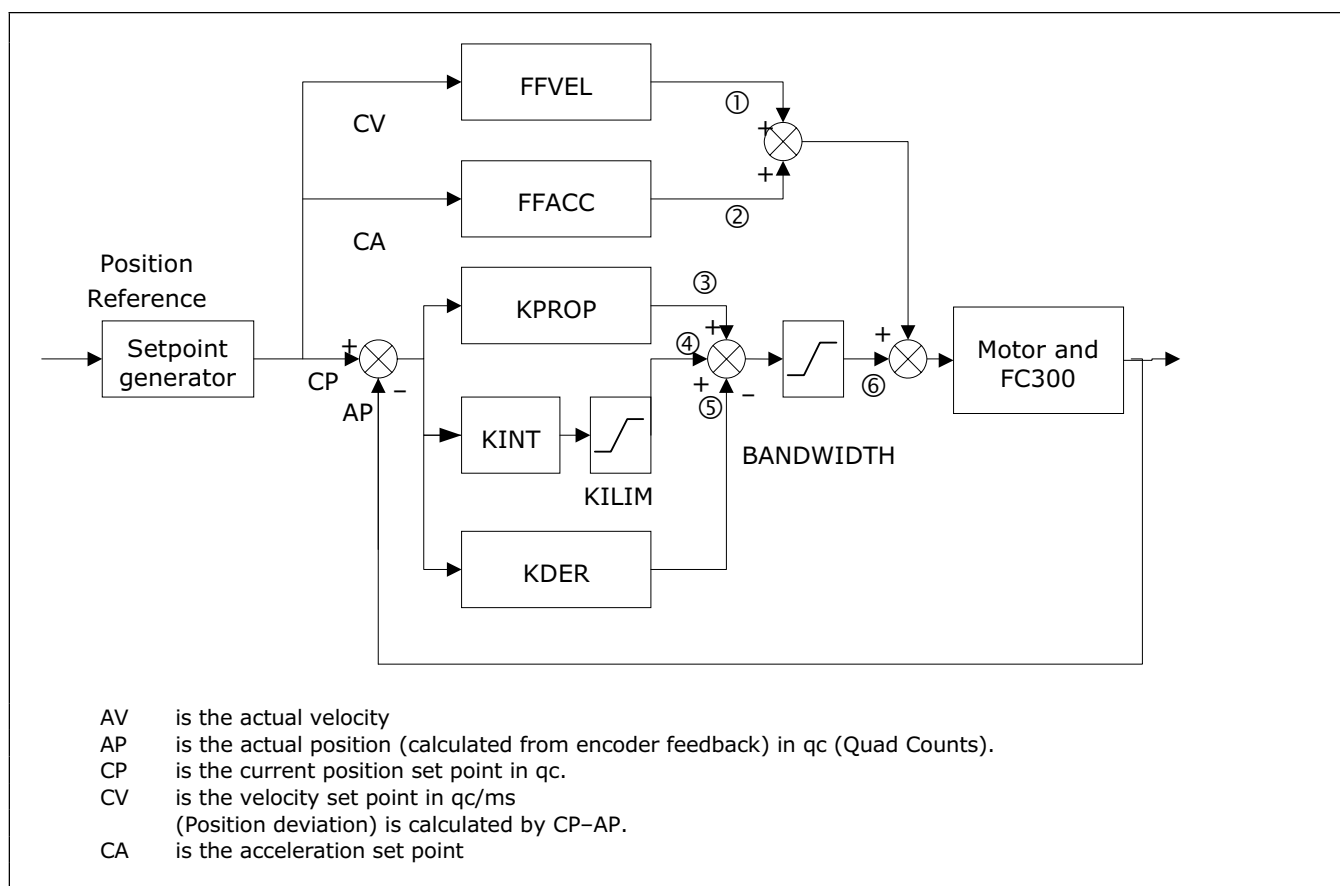 FFVEL
①
CV
+
FFACC
+
②
CA
Position
Reference
③
KPROP
+
④
Setpoint
generator
+
CP
AP
–
+
⑤
–
+
⑥
Motor and
FC300
KINT
BANDWIDTH
KILIM
KDER
AV is the actual velocity
AP is the actual position (calculated from encoder feedback) in qc (Quad Counts).
CP is the current position set point in qc.
CV is the velocity set point in qc/ms
(Position deviation) is calculated by CP–AP.
CA is the acceleration set point